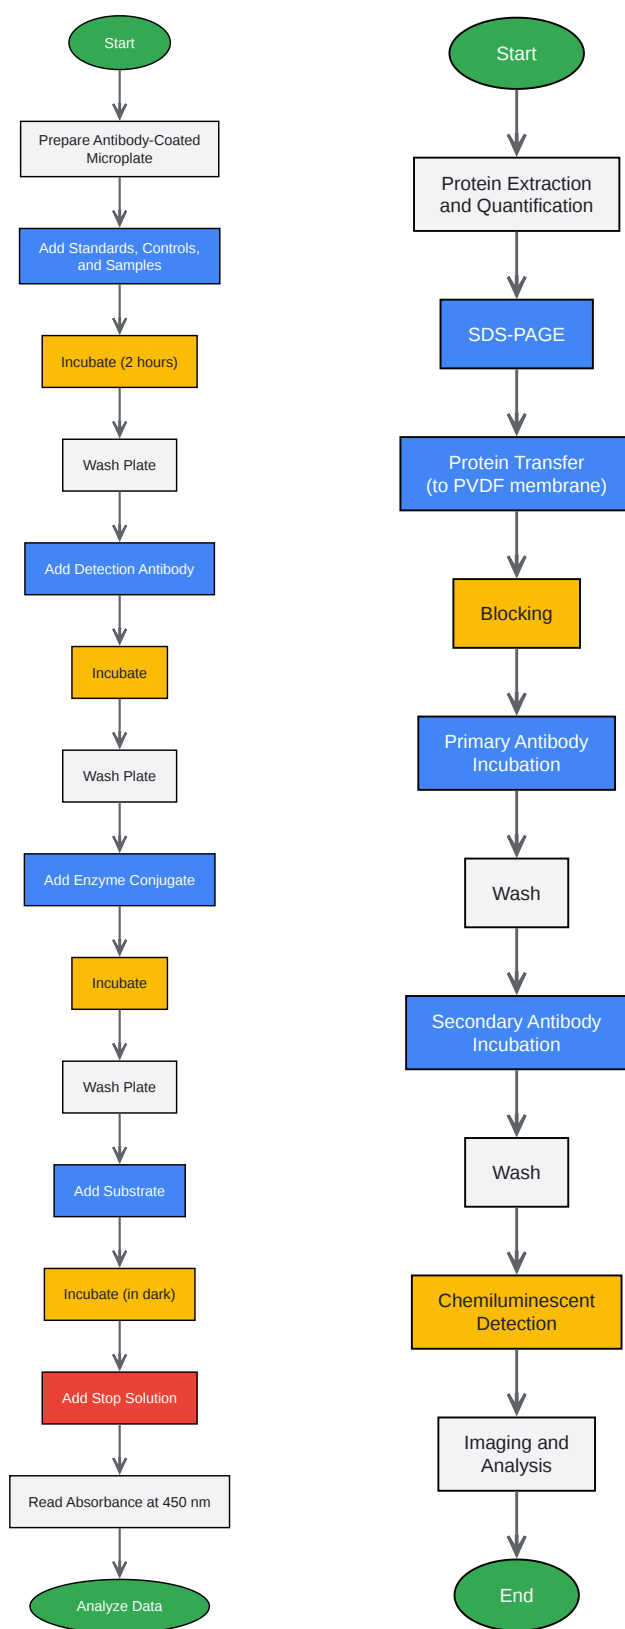 Start
Prepare Antibody-Coated
Microplate
Add Standards, Controls,
and Samples
Incubate (2 hours)
Wash Plate
Add Detection Antibody
Incubate
Wash Plate
Add Enzyme Conjugate
Incubate
Wash Plate
Add Substrate
Incubate (in dark)
Add Stop Solution
Read Absorbance at 450 nm
Analyze Data
Start
Protein Extraction
and Quantification
SDS-PAGE
Protein Transfer
(to PVDF membrane)
Blocking
Primary Antibody
Incubation
Wash
Secondary Antibody
Incubation
Wash
Chemiluminescent
Detection
Imaging and
Analysis
End